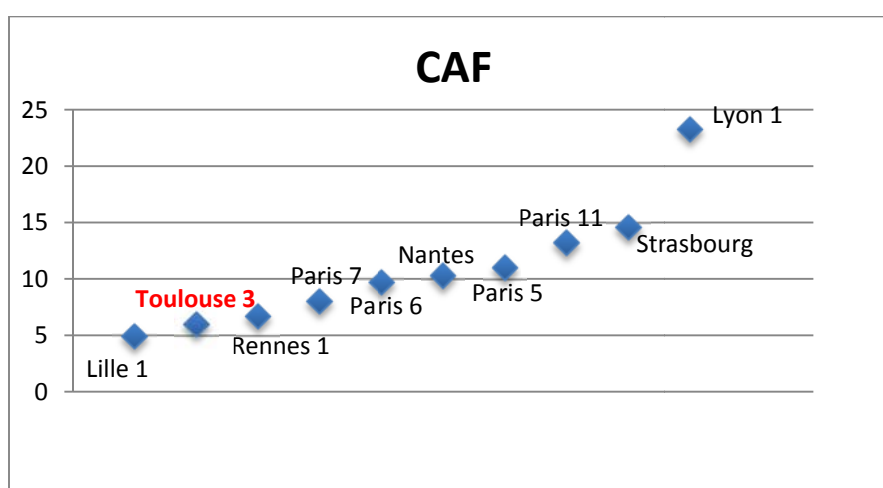 CAF
25
Lyon 1
20
15
Paris 11
Strasbourg
Nantes
10
Paris 7
Paris 5
Toulouse 3
Paris 6
5
Rennes 1
Lille 1
0